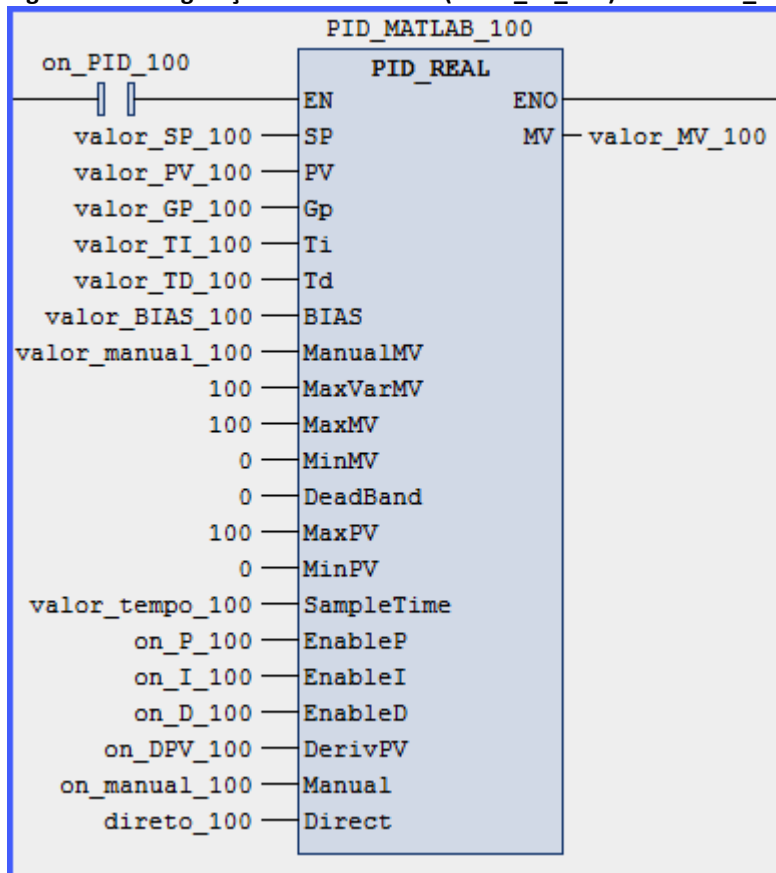 PID_MATLAB_100
on_PID_100 PID_REAL
EN ENO
valor_SP_100 SP MV valor_MV_100
valor_PV_100 PV
valor_GP_100 Gp
valor_TI_100 Ti
valor_TD_100 Td
valor_BIAS_100 BIAS
valor_manual_100 ManualMV
100 MaxVarMV
100 MaxMV
0 MinMV
0 DeadBand
100 MaxPV
0 MinPV
valor_tempo_100 SampleTime
on_P_100 EnableP
on_I_100 EnableI
on_D_100 EnableD
on_DPV_100 DerivPV
on_manual_100 Manual
direto_100 Direct